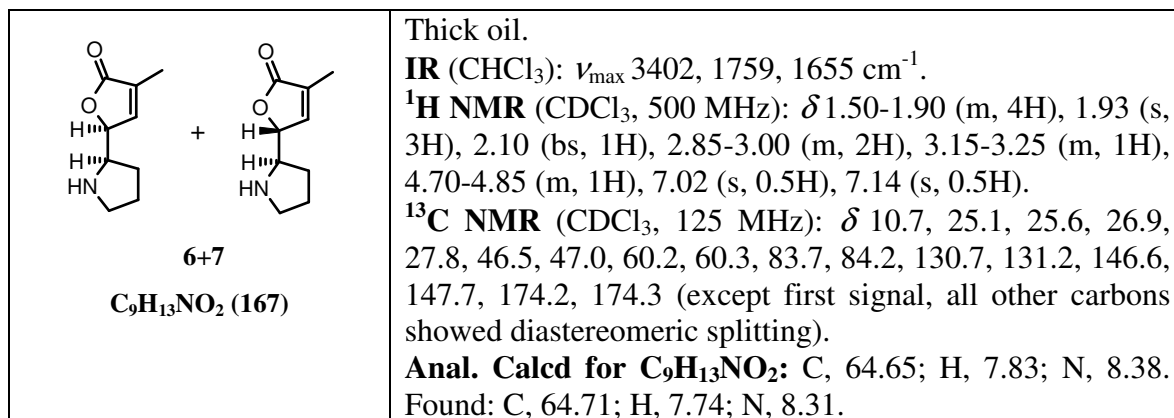 O
O
H
H
HN
+
O
O
H
H
HN
6+7
C₉H₁₃NO₂ (167)
Thick oil.
IR (CHCl₃): νmax 3402, 1759, 1655 cm⁻¹.
¹H NMR (CDCl₃, 500 MHz): δ 1.50-1.90 (m, 4H), 1.93 (s,
3H), 2.10 (bs, 1H), 2.85-3.00 (m, 2H), 3.15-3.25 (m, 1H),
4.70-4.85 (m, 1H), 7.02 (s, 0.5H), 7.14 (s, 0.5H).
¹³C NMR (CDCl₃, 125 MHz): δ 10.7, 25.1, 25.6, 26.9,
27.8, 46.5, 47.0, 60.2, 60.3, 83.7, 84.2, 130.7, 131.2, 146.6,
147.7, 174.2, 174.3 (except first signal, all other carbons
showed diastereomeric splitting).
Anal. Calcd for C₉H₁₃NO₂: C, 64.65; H, 7.83; N, 8.38.
Found: C, 64.71; H, 7.74; N, 8.31.